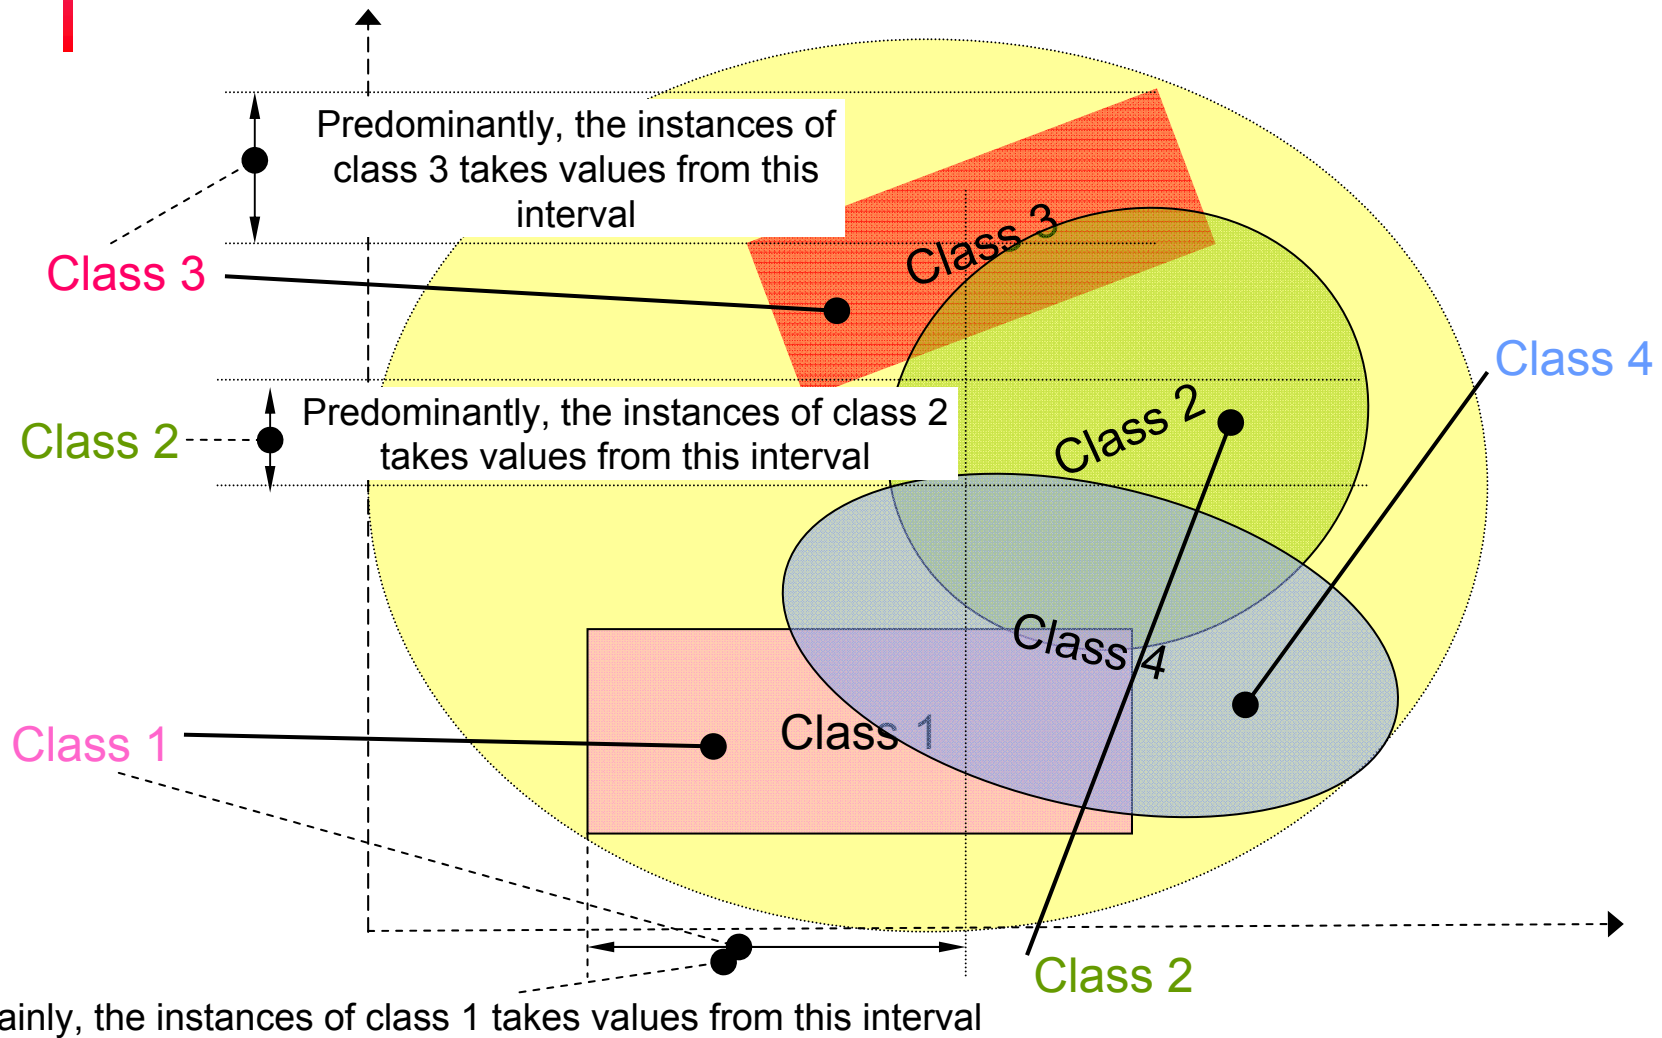 Predominantly, the instances of
class 3 takes values from this
interval
Class 3
Class 3
Class 4
Predominantly, the instances of class 2
takes values from this interval
Class 2
Class 2
Class 4
Class 1
Class 1
Class 2
ainly, the instances of class 1 takes values from this interval